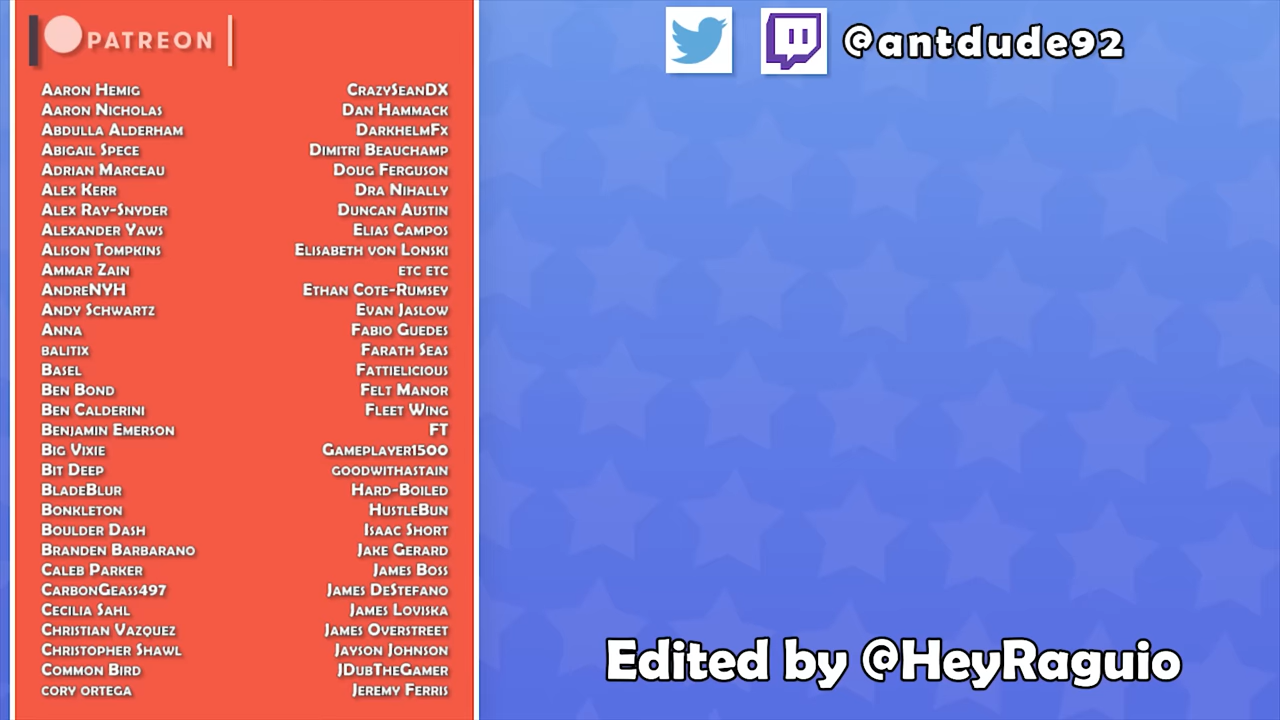 PATREON
Aaron Hemig
Aaron Nicholas
Abdulla Alderham
Abigail Spece
Adrian Marceau
Alex Kerr
Alex Ray-Snyder
Alexander Yaws
Alison Tompkins
Ammar Zain
AndreNYH
Andy Schwartz
Anna
balitix
Basel
Ben Bond
Ben Calderini
Benjamin Emerson
Big Vixie
Bit Deep
BladeBlur
Bonkleton
Boulder Dash
Branden Barbarano
Caleb Parker
CarbonGeass497
Cecilia Sahl
Christian Vazquez
Christopher Shawl
Common Bird
cory ortega
CrazySeanDX
Dan Hammack
DarkhelmFx
Dimitri Beauchamp
Doug Ferguson
Dra Nihally
Duncan Austin
Elias Campos
Elisabeth von Lonski
etc etc
Ethan Cote-Rumsey
Evan Jaslow
Fabio Guedes
Farath Seas
Fattielicious
Felt Manor
Fleet Wing
FT
Gameplayer1500
goodwithastain
Hard-Boiled
HustleBun
Isaac Short
Jake Gerard
James Boss
James DeStefano
James Loviska
James Overstreet
Jayson Johnson
JDubTheGamer
Jeremy Ferris
@antdude92
Edited by @HeyRaguio